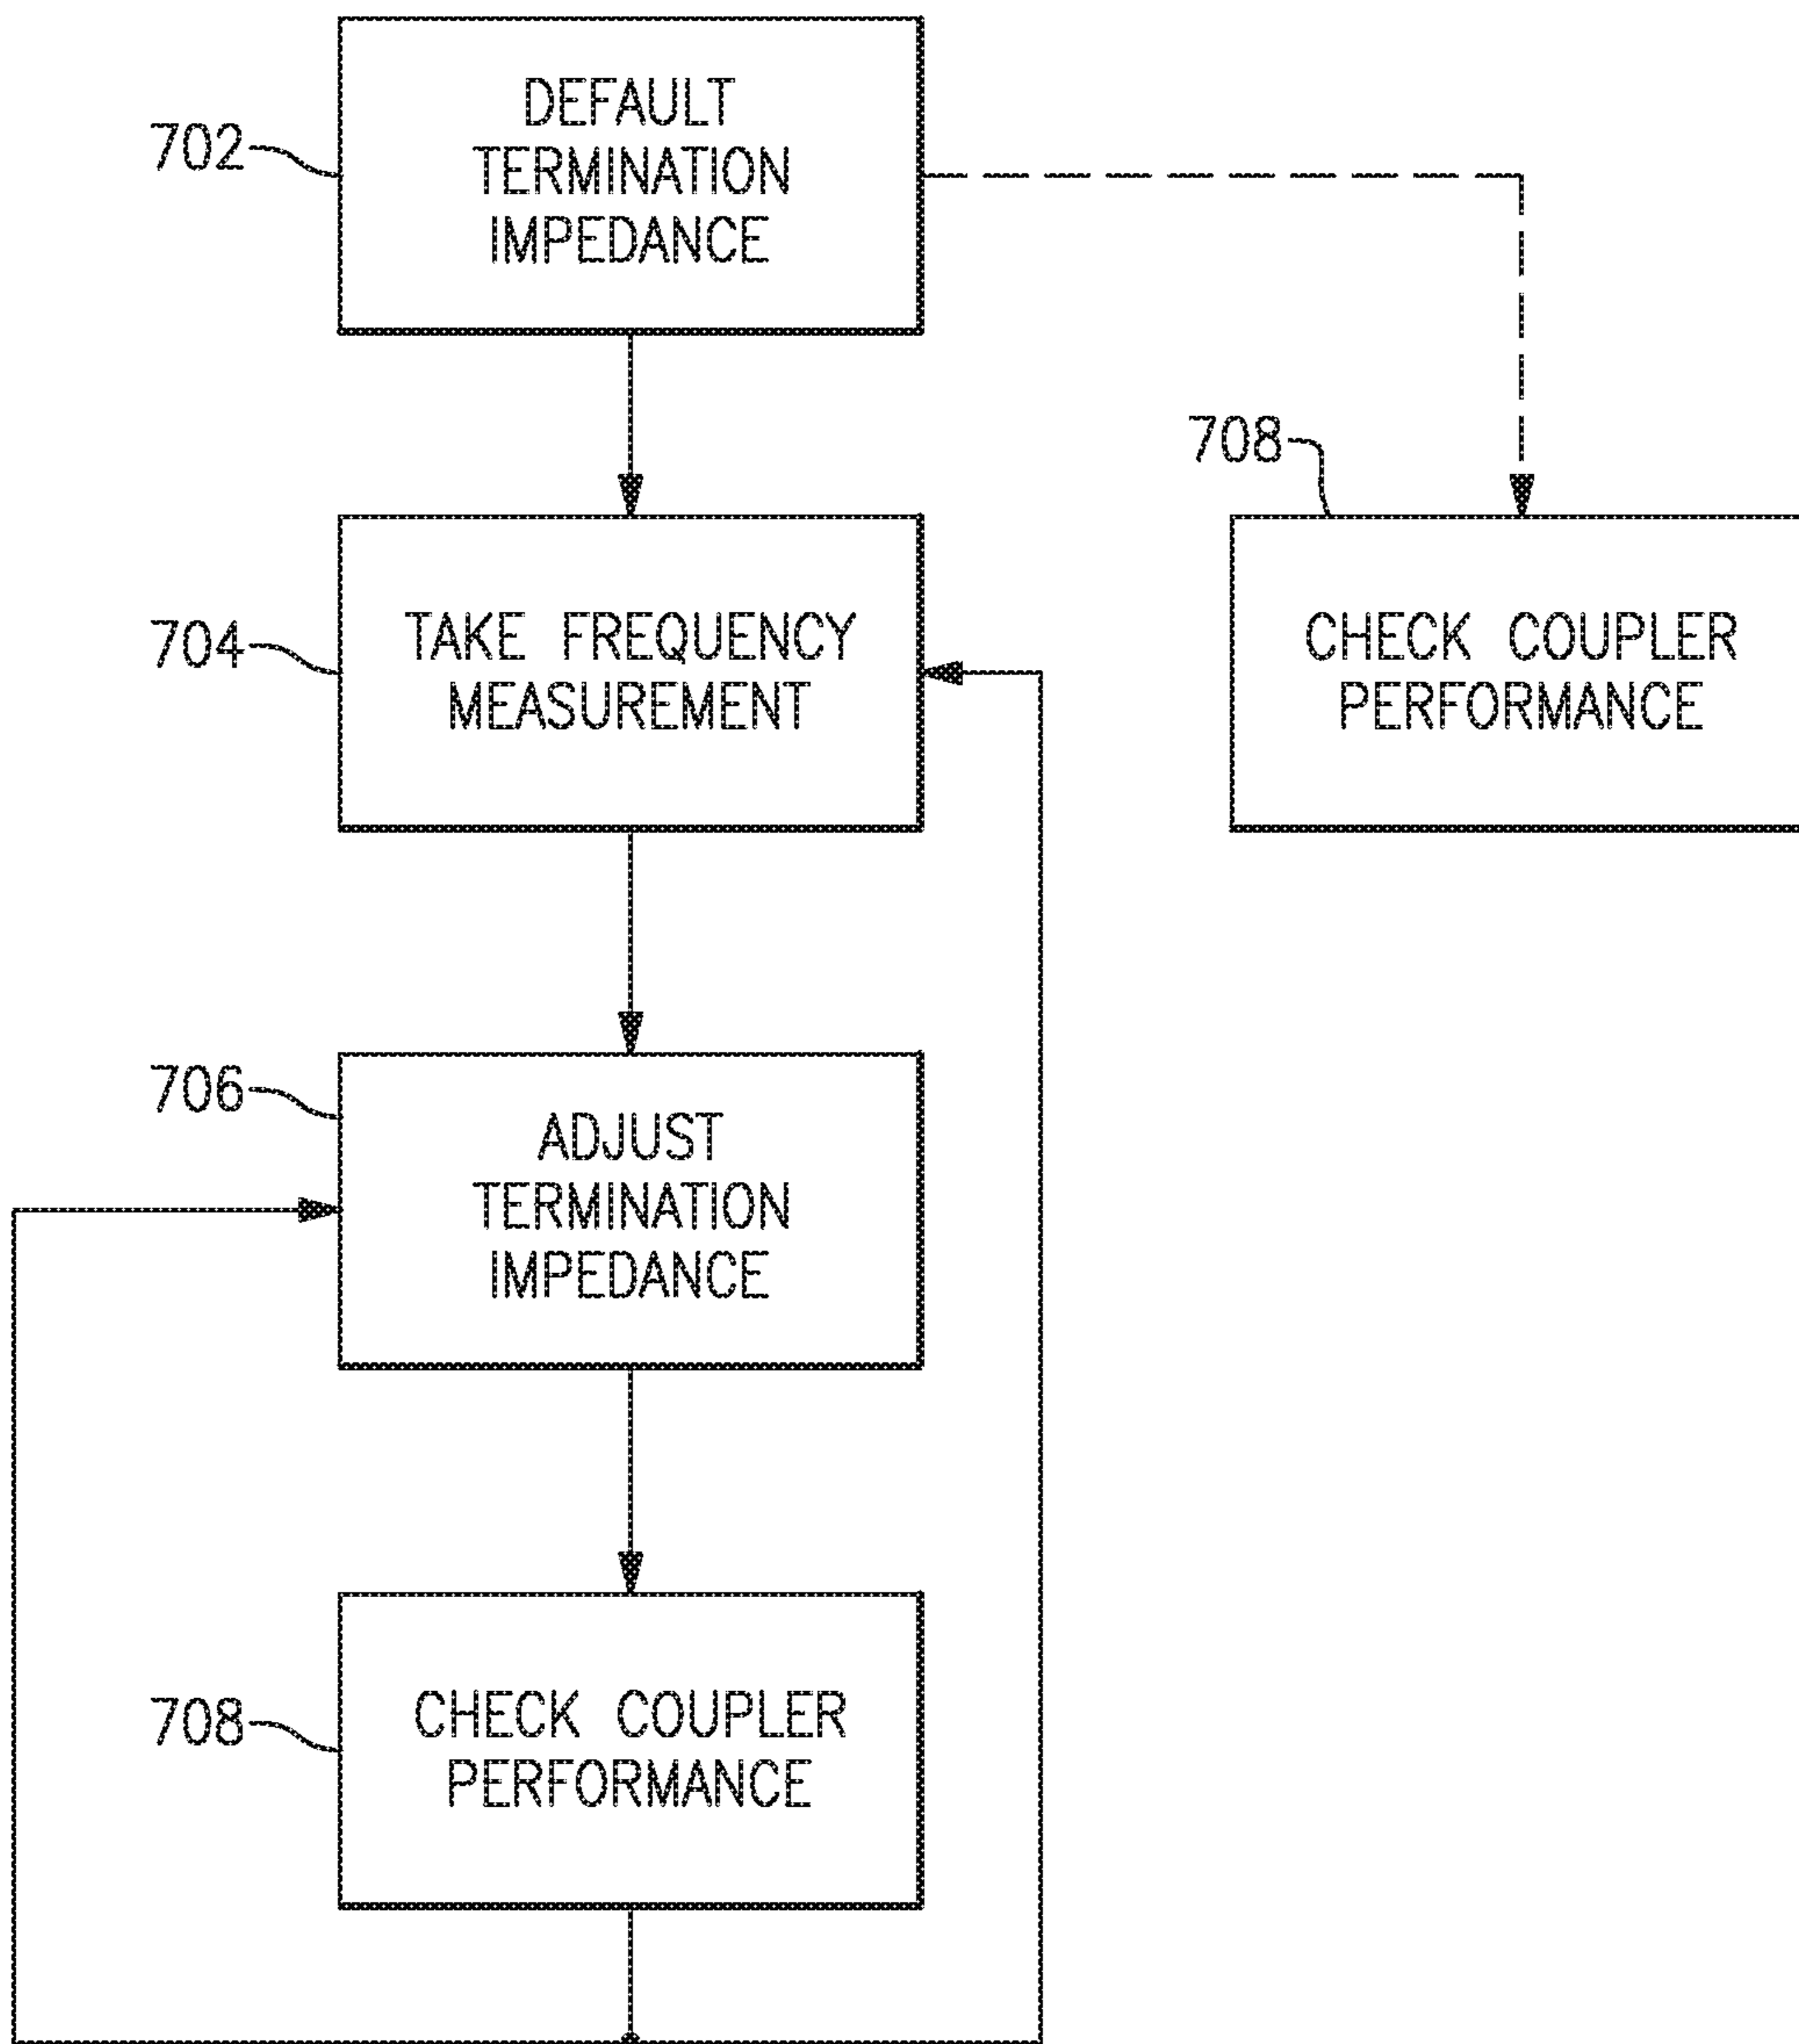 702
DEFAULT
TERMINATION
IMPEDANCE
708
704
TAKE FREQUENCY
MEASUREMENT
CHECK COUPLER
PERFORMANCE
706
ADJUST
TERMINATION
IMPEDANCE
708
CHECK COUPLER
PERFORMANCE